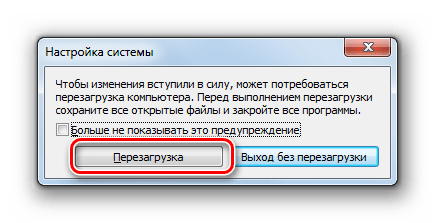 Настройка системы
Чтобы изменения вступили в силу, может потребоваться
перезагрузка компьютера. Перед выполнением перезагрузки
сохраните все открытые файлы и закройте все программы.
Больше не показывать это предупреждение
Перезагрузка
Выход без перезагрузки